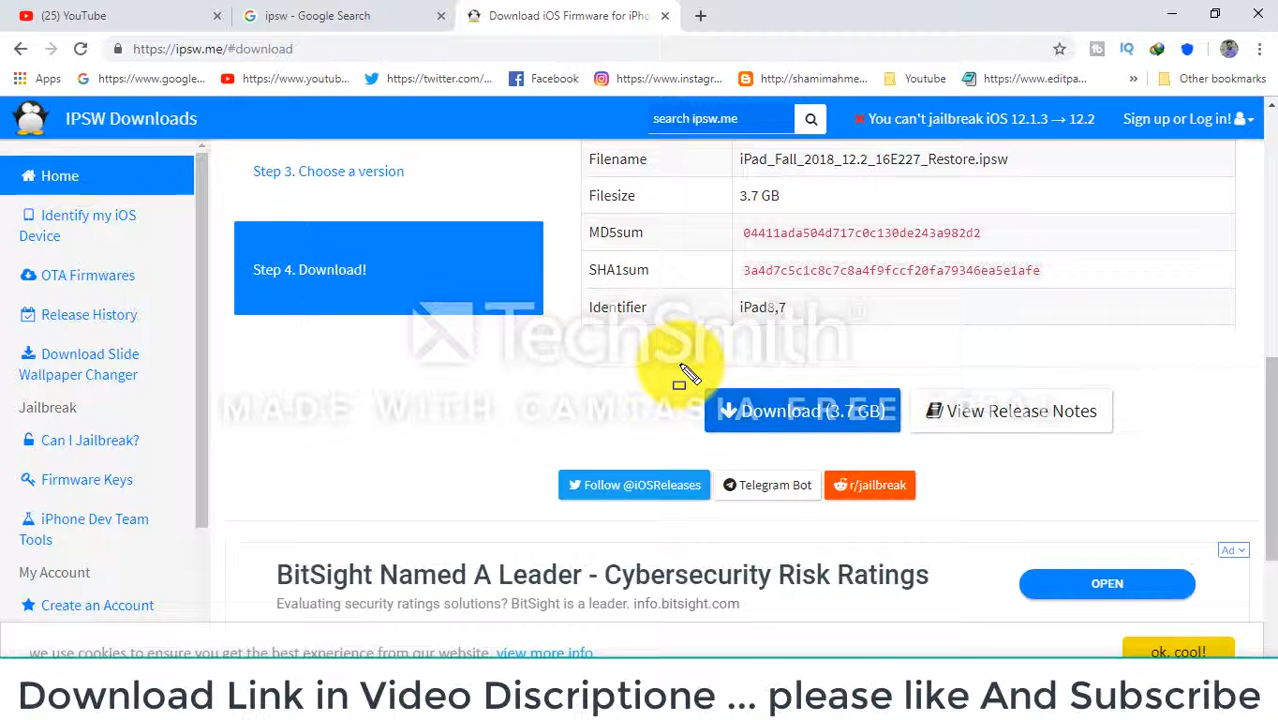 (25) YouTube
ipsw - Google Search
Download iOS Firmware for iPho
https://ipsw.me/#download
Apps
https://www.google...
https://www.youtub...
https://twitter.com/...
Facebook
https://www.instagr...
http://shamimahme...
Youtube
https://www.editpa...
»
Other bookmarks
IPSW Downloads
search ipsw.me
You can't jailbreak iOS 12.1.3 → 12.2
Sign up or Log in!
Home
Identify my iOS
Device
OTA Firmwares
Release History
Download Slide
Wallpaper Changer
Jailbreak
Can I Jailbreak?
Firmware Keys
iPhone Dev Team
Tools
My Account
Create an Account
Step 3. Choose a version
Step 4. Download!
Filename iPad_Fall_2018_12.2_16E227_Restore.ipsw
Filesize 3.7 GB
MD5sum 04411ada504d717c0c130de243a982d2
SHA1sum 3a4d7c5c1c8c7c8a4f9fccf20fa79346ea5e1afe
Identifier iPad8,7
TechSmith
MADE WITH CAMTASIA FREE TRIAL
Download (3.7 GB)
View Release Notes
Follow @iOSReleases
Telegram Bot
r/jailbreak
Ad
BitSight Named A Leader - Cybersecurity Risk Ratings
Evaluating security ratings solutions? BitSight is a leader. info.bitsight.com
OPEN
we use cookies to ensure you get the best experience from our website. view more info.
ok, cool!
Download Link in Video Discriptione ... please like And Subscribe